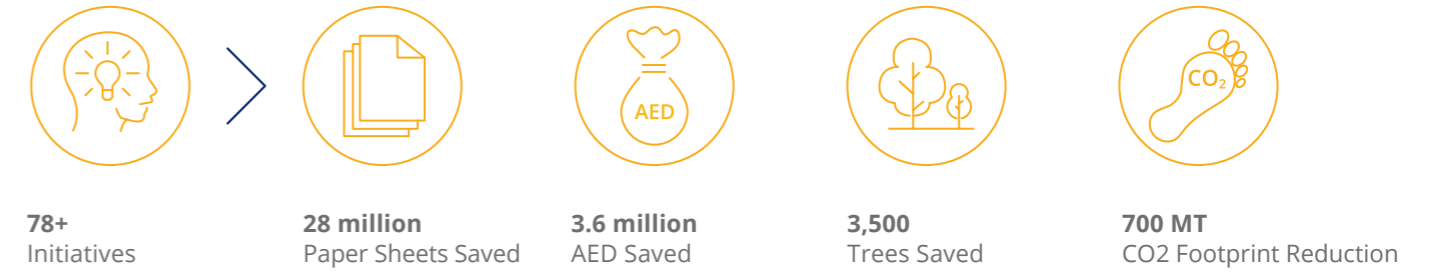 AED
CO₂
78+
Initiatives
28 million
Paper Sheets Saved
3.6 million
AED Saved
3,500
Trees Saved
700 MT
CO2 Footprint Reduction